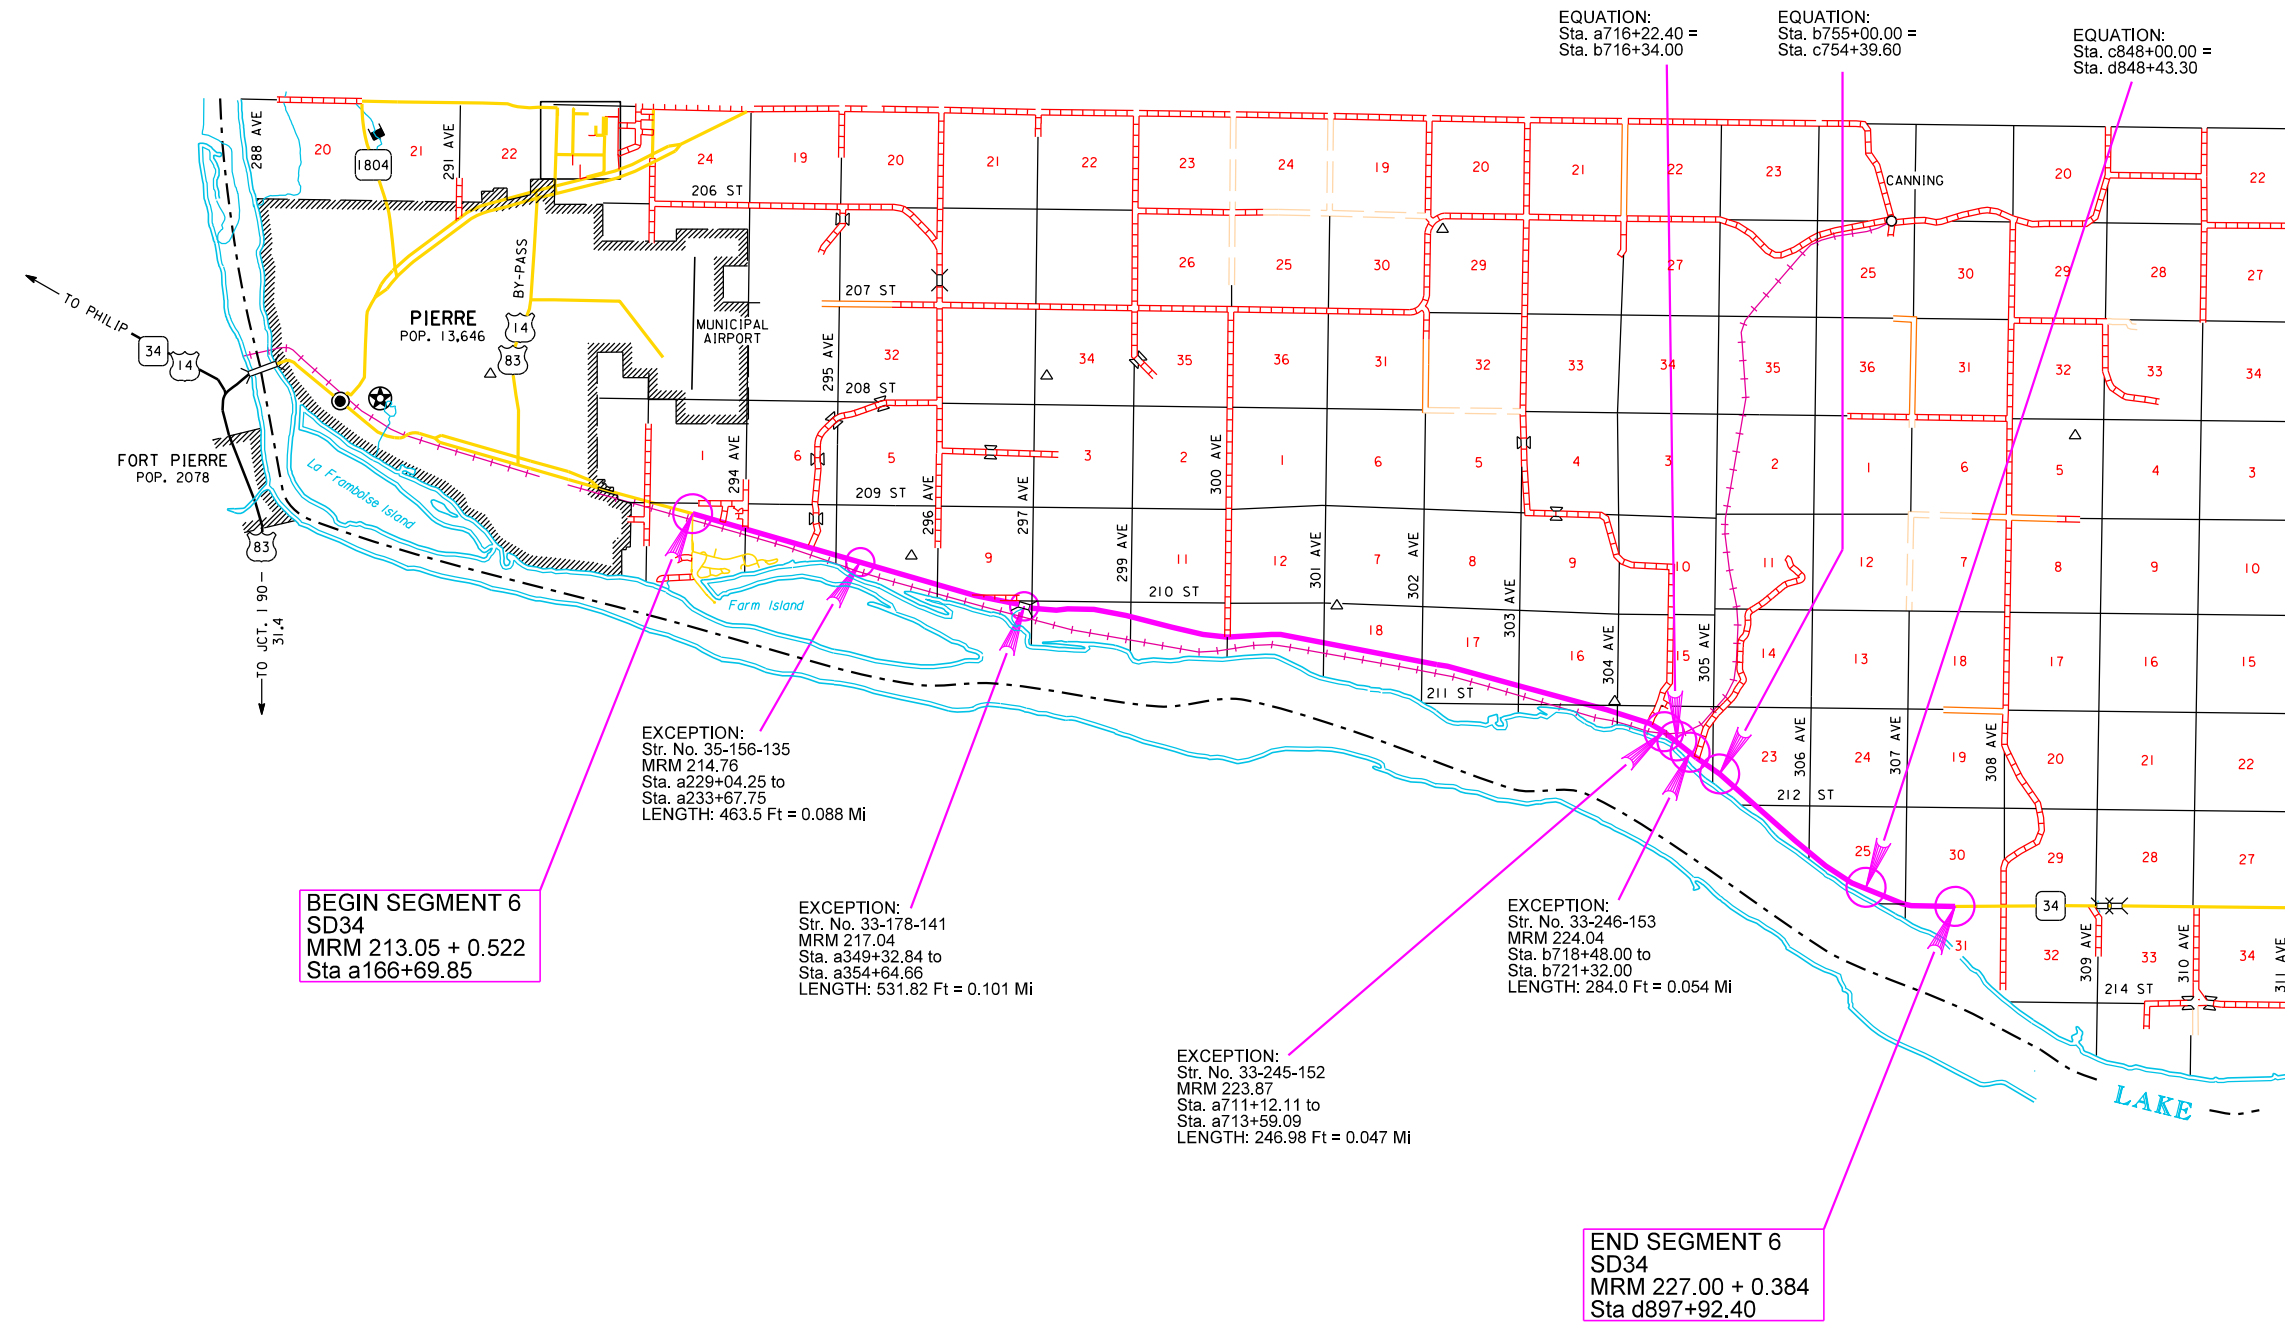 EQUATION:
Sta. a716+22.40 =
Sta. b716+34.00
EQUATION:
Sta. b755+00.00 =
Sta. c754+39.60
EQUATION:
Sta. c848+00.00 =
Sta. d848+43.30
288 AVE
20
21
291 AVE
22
1804
24
19
20
21
22
23
24
19
20
21
22
23
CANNING
20
22
206 ST
BY-PASS
26
25
30
29
27
25
30
29
28
27
207 ST
TO PHILIP
34
14
PIERRE
POP. 13,646
14
83
MUNICIPAL
AIRPORT
295 AVE
32
34
35
36
31
32
33
34
35
36
31
32
33
34
208 ST
FORT PIERRE
POP. 2078
La Framboise Island
1
294 AVE
6
5
3
2
300 AVE
1
6
5
4
3
2
1
6
5
4
3
209 ST
296 AVE
297 AVE
83
TO JCT. I 90
31.4
Farm Island
9
299 AVE
11
12
301 AVE
7
302 AVE
8
303 AVE
9
10
11
12
7
8
9
10
210 ST
18
17
16
304 AVE
15
305 AVE
14
13
18
17
16
15
211 ST
23
306 AVE
24
307 AVE
19
308 AVE
20
21
22
212 ST
25
30
29
28
27
34
31
32
309 AVE
33
310 AVE
34
311 AVE
214 ST
LAKE
EXCEPTION:
Str. No. 35-156-135
MRM 214.76
Sta. a229+04.25 to
Sta. a233+67.75
LENGTH: 463.5 Ft = 0.088 Mi
BEGIN SEGMENT 6
SD34
MRM 213.05 + 0.522
Sta a166+69.85
EXCEPTION:
Str. No. 33-178-141
MRM 217.04
Sta. a349+32.84 to
Sta. a354+64.66
LENGTH: 531.82 Ft = 0.101 Mi
EXCEPTION:
Str. No. 33-246-153
MRM 224.04
Sta. b718+48.00 to
Sta. b721+32.00
LENGTH: 284.0 Ft = 0.054 Mi
EXCEPTION:
Str. No. 33-245-152
MRM 223.87
Sta. a711+12.11 to
Sta. a713+59.09
LENGTH: 246.98 Ft = 0.047 Mi
END SEGMENT 6
SD34
MRM 227.00 + 0.384
Sta d897+92.40